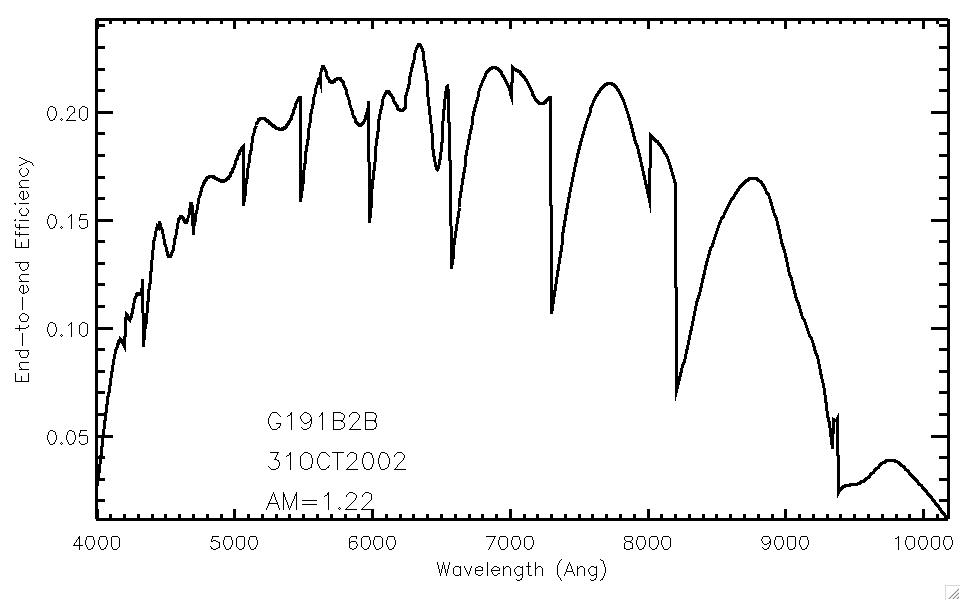 0.20
0.15
0.10
0.05
End-to-end Efficiency
G191B2B
31OCT2002
AM=1.22
4000 5000 6000 7000 8000 9000 10000
Wavelength (Ang)